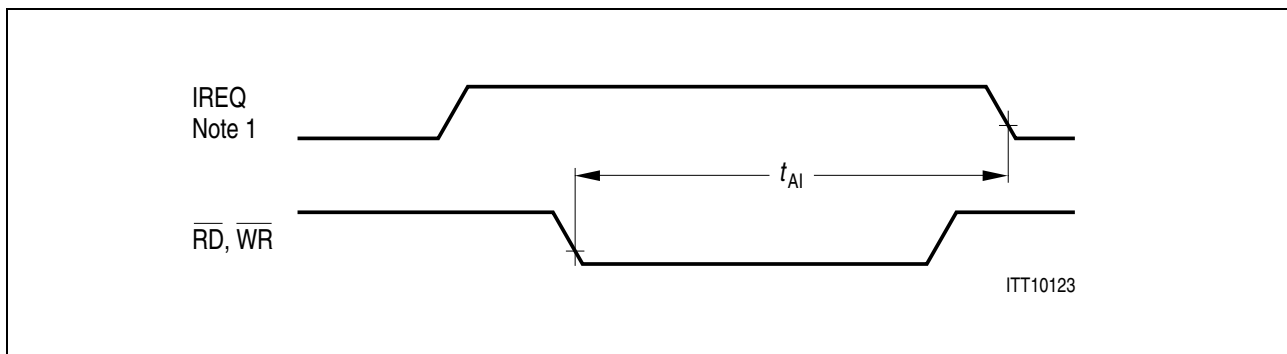 IREQ
Note 1
tAI
RD, WR
ITT10123